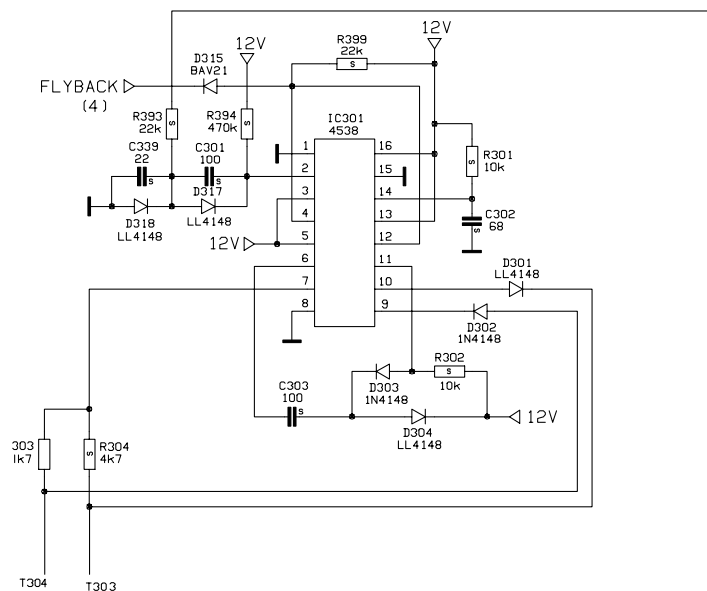 R399
22k
12V
12V
D315
BAV21
FLYBACK
(4)
R393
22k
R394
470k
IC301
4538
C339
22
C301
100
1
16
R301
10k
2
15
D317
LL4148
3
14
D318
LL4148
4
13
C302
68
12V
5
12
6
11
D301
LL4148
7
10
8
9
D302
1N4148
C303
100
D303
1N4148
R302
10k
12V
D304
LL4148
303
1k7
R304
4k7
T304
T303
s
s
s
s
s
s
s
s
s
s